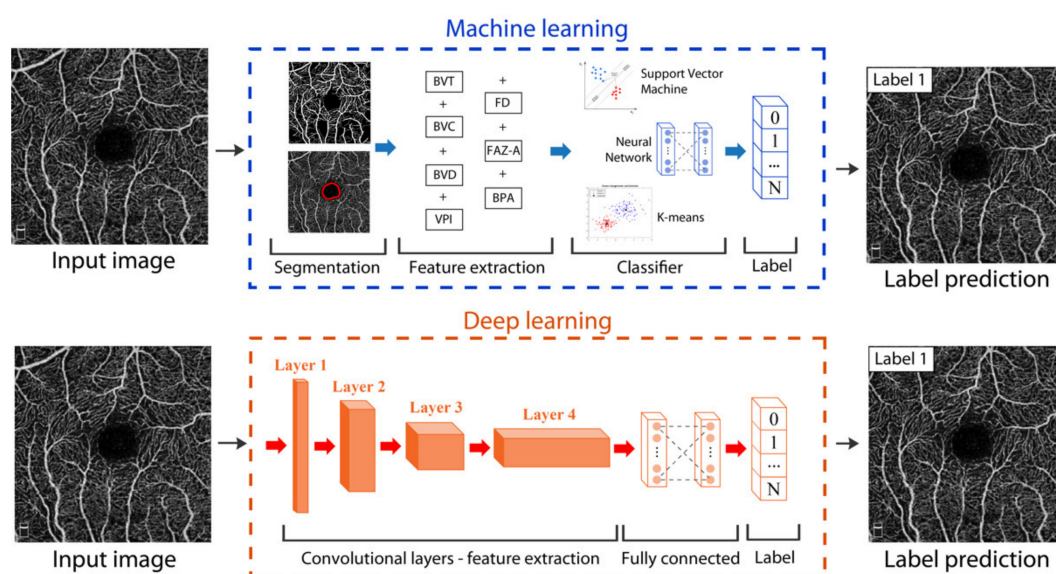 Machine learning
Label 1
BVT
+
+
FD
BVC
+
+
FAZ-A
BVD
+
+
BPA
VPI
Support Vector
Machine
Neural
Network
K-means
0
1
...
N
Input image
Segmentation
Feature extraction
Classifier
Label
Label prediction
Deep learning
Label 1
Layer 1
Layer 2
Layer 3
Layer 4
0
1
...
N
Input image
Convolutional layers - feature extraction
Fully connected
Label
Label prediction